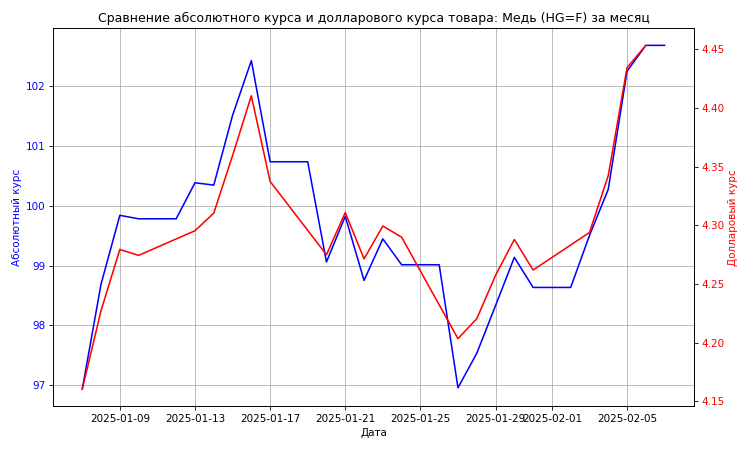 Сравнение абсолютного курса и долларового курса товара: Медь (HG=F) за месяц
Абсолютный курс
102
101
100
99
98
97
4.45
4.40
4.35
4.30
4.25
4.20
4.15
Долларовый курс
2025-01-09 2025-01-13 2025-01-17 2025-01-21 2025-01-25 2025-01-29 2025-02-01 2025-02-05
Дата